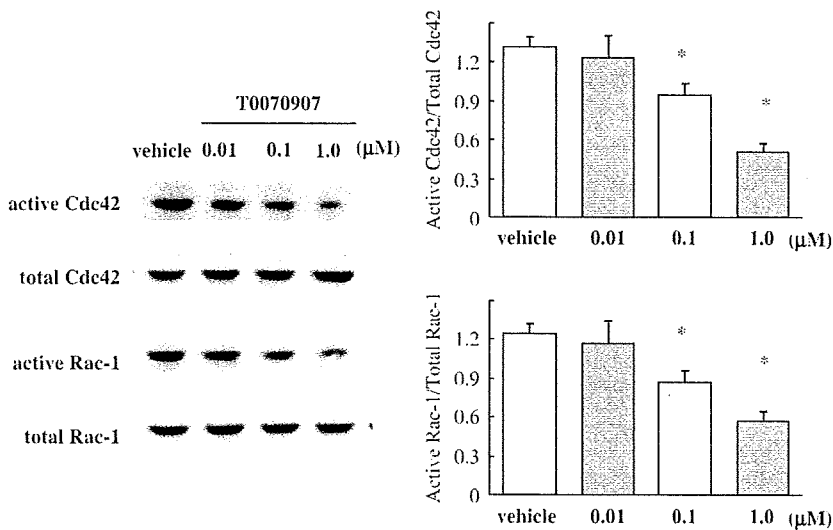 T0070907
vehicle 0.01 0.1 1.0 (μM)
active Cdc42
total Cdc42
active Rac-1
total Rac-1
Active Cdc42/Total Cdc42
1.2
0.9
0.6
0.3
0
* *
vehicle 0.01 0.1 1.0 (μM)
Active Rac-1/Total Rac-1
1.2
0.9
0.6
0.3
0
* *
vehicle 0.01 0.1 1.0 (μM)